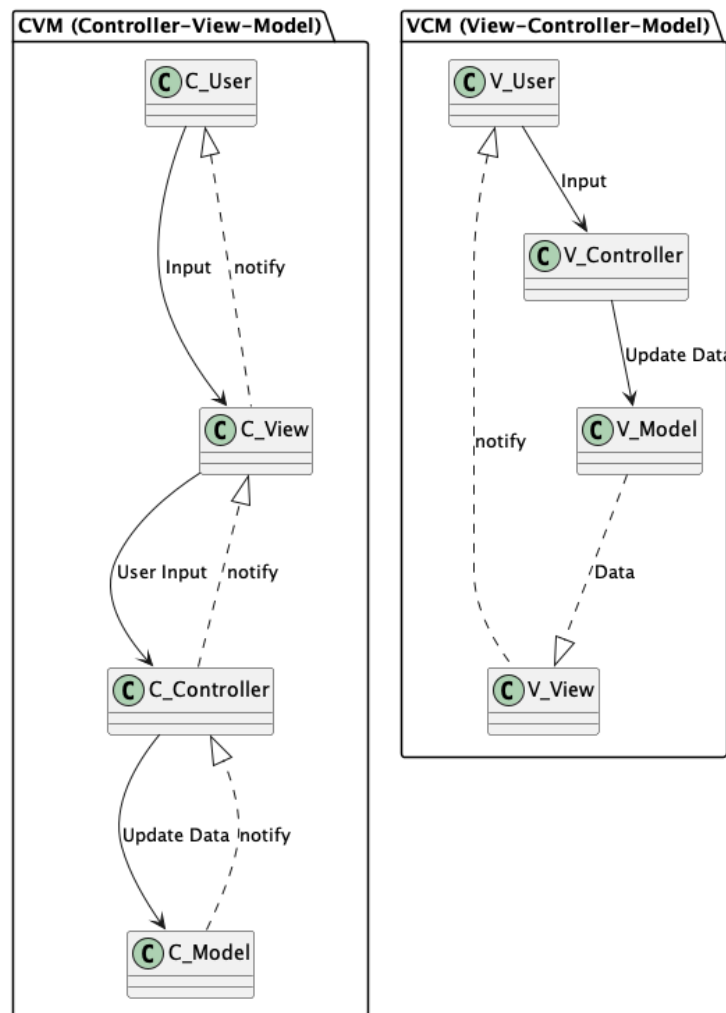 CVM (Controller-View-Model)
C C_User
Input
notify
C C_View
User Input
notify
C C_Controller
Update Data
notify
C C_Model
VCM (View-Controller-Model)
C V_User
Input
C V_Controller
Update Data
C V_Model
notify
Data
C V_View